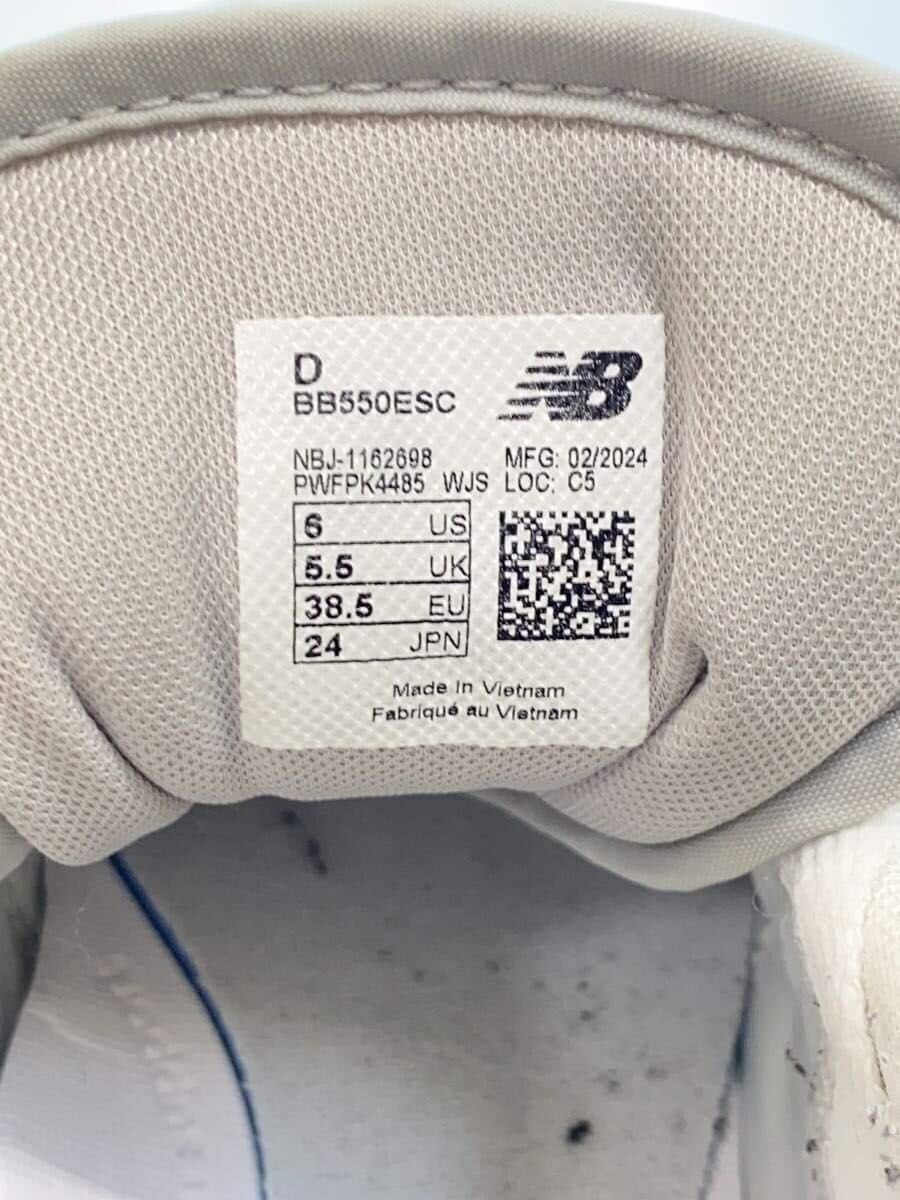 D
BB550ESC
NB
NBJ-1162698 MFG: 02/2024
PWFPK4485 WJS LOC: C5
6 US
5.5 UK
38.5 EU
24 JPN
Made in Vietnam
Fabriqué au Vietnam